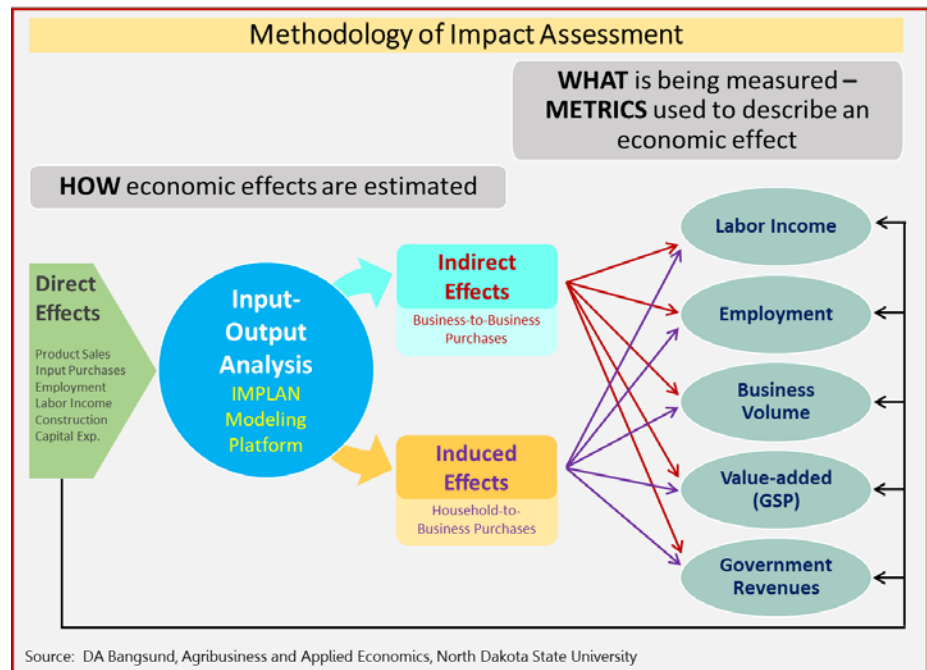 Methodology of Impact Assessment
WHAT is being measured –
METRICS used to describe an
economic effect
HOW economic effects are estimated
Direct
Effects
Product Sales
Input Purchases
Employment
Labor Income
Construction
Capital Exp.
Input-
Output
Analysis
IMPLAN
Modeling
Platform
Indirect
Effects
Business-to-Business
Purchases
Induced
Effects
Household-to-
Business Purchases
Labor Income
Employment
Business
Volume
Value-added
(GSP)
Government
Revenues
Source: DA Bangsund, Agribusiness and Applied Economics, North Dakota State University